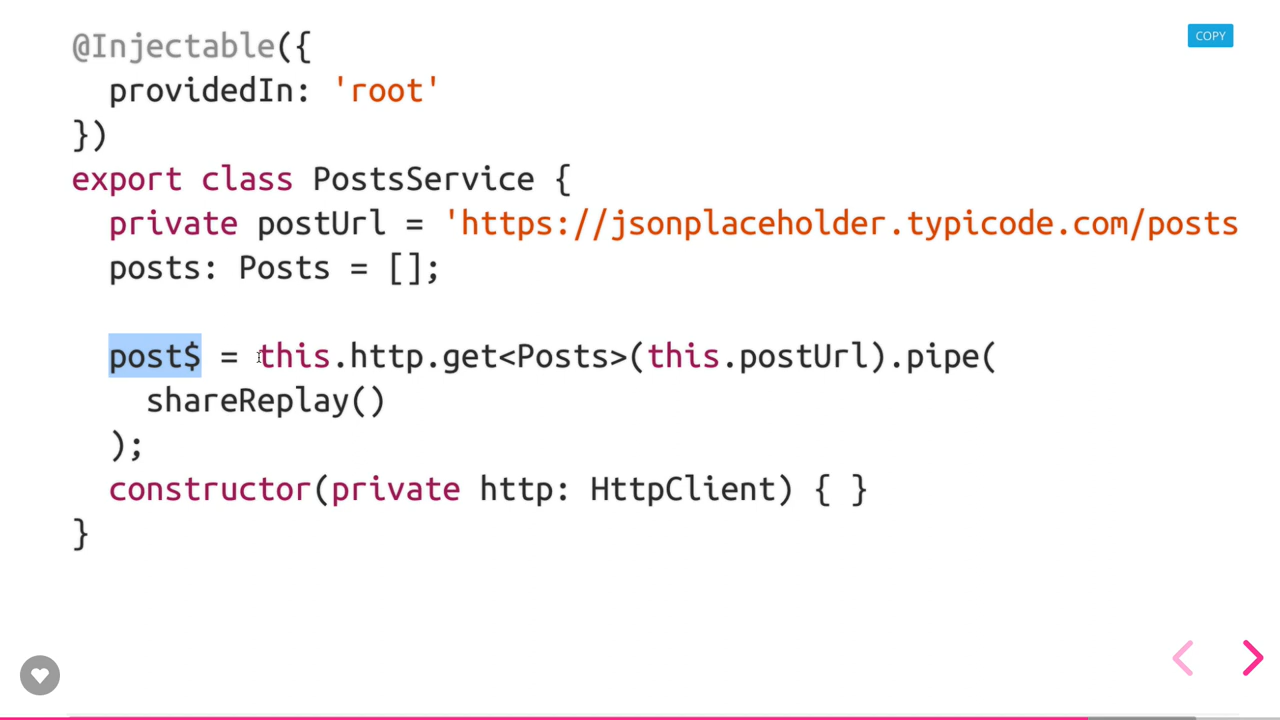 @Injectable({
COPY
providedIn: 'root'
})
export class PostsService {
private postUrl = 'https://jsonplaceholder.typicode.com/posts
posts: Posts = [];
post$ = this.http.get<Posts>(this.postUrl).pipe(
shareReplay()
);
constructor(private http: HttpClient) { }
}